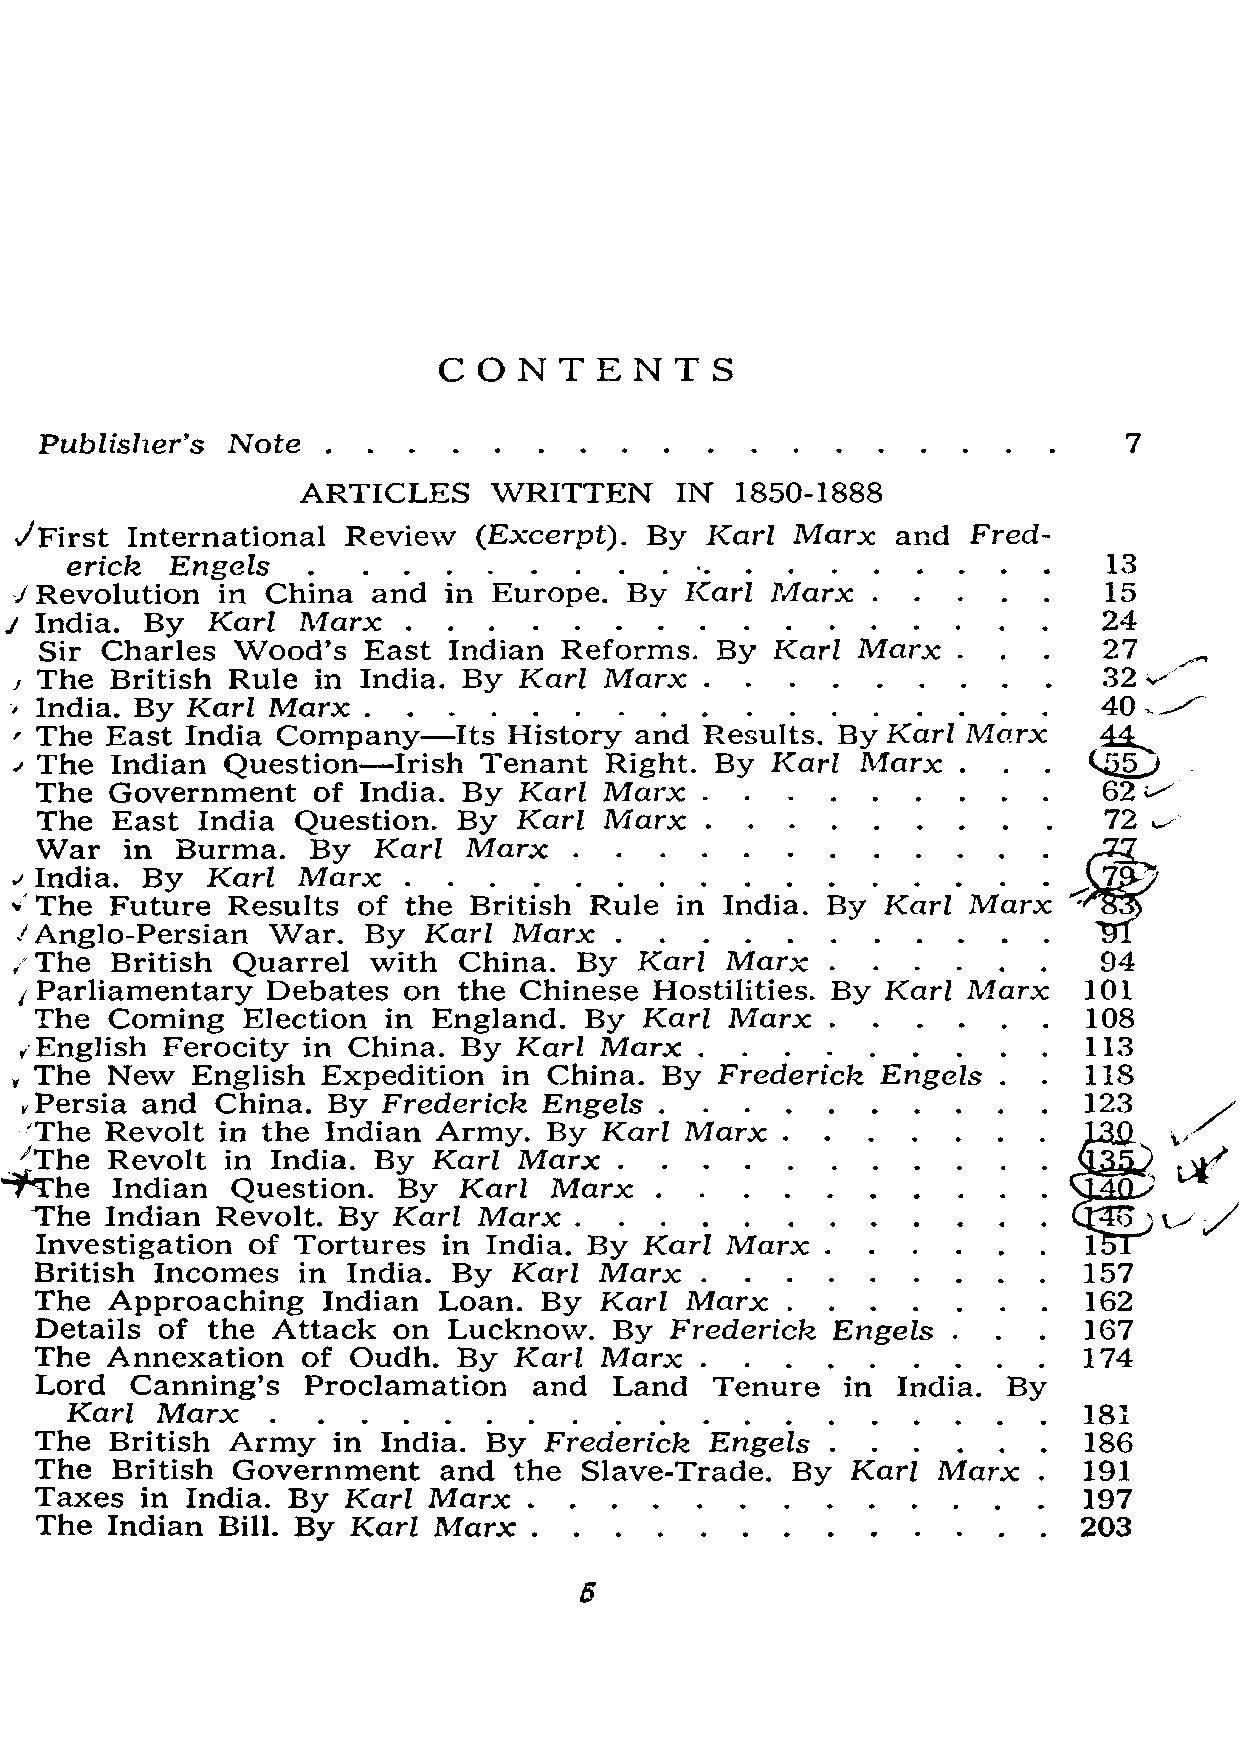 CONTENTS
Publisher's Note . . . . . . . . . . . . . . . . . . 7
ARTICLES WRITTEN IN 1850-1888
First International Review (Excerpt). By Karl Marx and Fred-
erick Engels . . . . . . . . . . . . . . . . . . 13
Revolution in China and in Europe. By Karl Marx . . . . . 15
India. By Karl Marx . . . . . . . . . . . . . . . . 24
Sir Charles Wood's East Indian Reforms. By Karl Marx . . . 27
The British Rule in India. By Karl Marx . . . . . . . . . 32
India. By Karl Marx . . . . . . . . . . . . . . . . . 40
The East India Company—Its History and Results. By Karl Marx 44
The Indian Question—Irish Tenant Right. By Karl Marx . . . 55
The Government of India. By Karl Marx . . . . . . . . . 62
The East India Question. By Karl Marx . . . . . . . . . 72
War in Burma. By Karl Marx . . . . . . . . . . . . 77
India. By Karl Marx . . . . . . . . . . . . . . . . 79
The Future Results of the British Rule in India. By Karl Marx 83
Anglo-Persian War. By Karl Marx . . . . . . . . . . . 91
The British Quarrel with China. By Karl Marx . . . . . . 94
Parliamentary Debates on the Chinese Hostilities. By Karl Marx 101
The Coming Election in England. By Karl Marx . . . . . . 108
English Ferocity in China. By Karl Marx . . . . . . . . . 113
The New English Expedition in China. By Frederick Engels . . 118
Persia and China. By Frederick Engels . . . . . . . . . . 123
The Revolt in the Indian Army. By Karl Marx . . . . . . . 130
The Revolt in India. By Karl Marx . . . . . . . . . . . 135
The Indian Question. By Karl Marx . . . . . . . . . . 140
The Indian Revolt. By Karl Marx . . . . . . . . . . . . 146
Investigation of Tortures in India. By Karl Marx . . . . . . 151
British Incomes in India. By Karl Marx . . . . . . . . . 157
The Approaching Indian Loan. By Karl Marx . . . . . . . 162
Details of the Attack on Lucknow. By Frederick Engels . . . 167
The Annexation of Oudh. By Karl Marx . . . . . . . . . 174
Lord Canning's Proclamation and Land Tenure in India. By
Karl Marx . . . . . . . . . . . . . . . . . . . 181
The British Army in India. By Frederick Engels . . . . . . 186
The British Government and the Slave-Trade. By Karl Marx . 191
Taxes in India. By Karl Marx . . . . . . . . . . . . . 197
The Indian Bill. By Karl Marx . . . . . . . . . . . . . 203
5